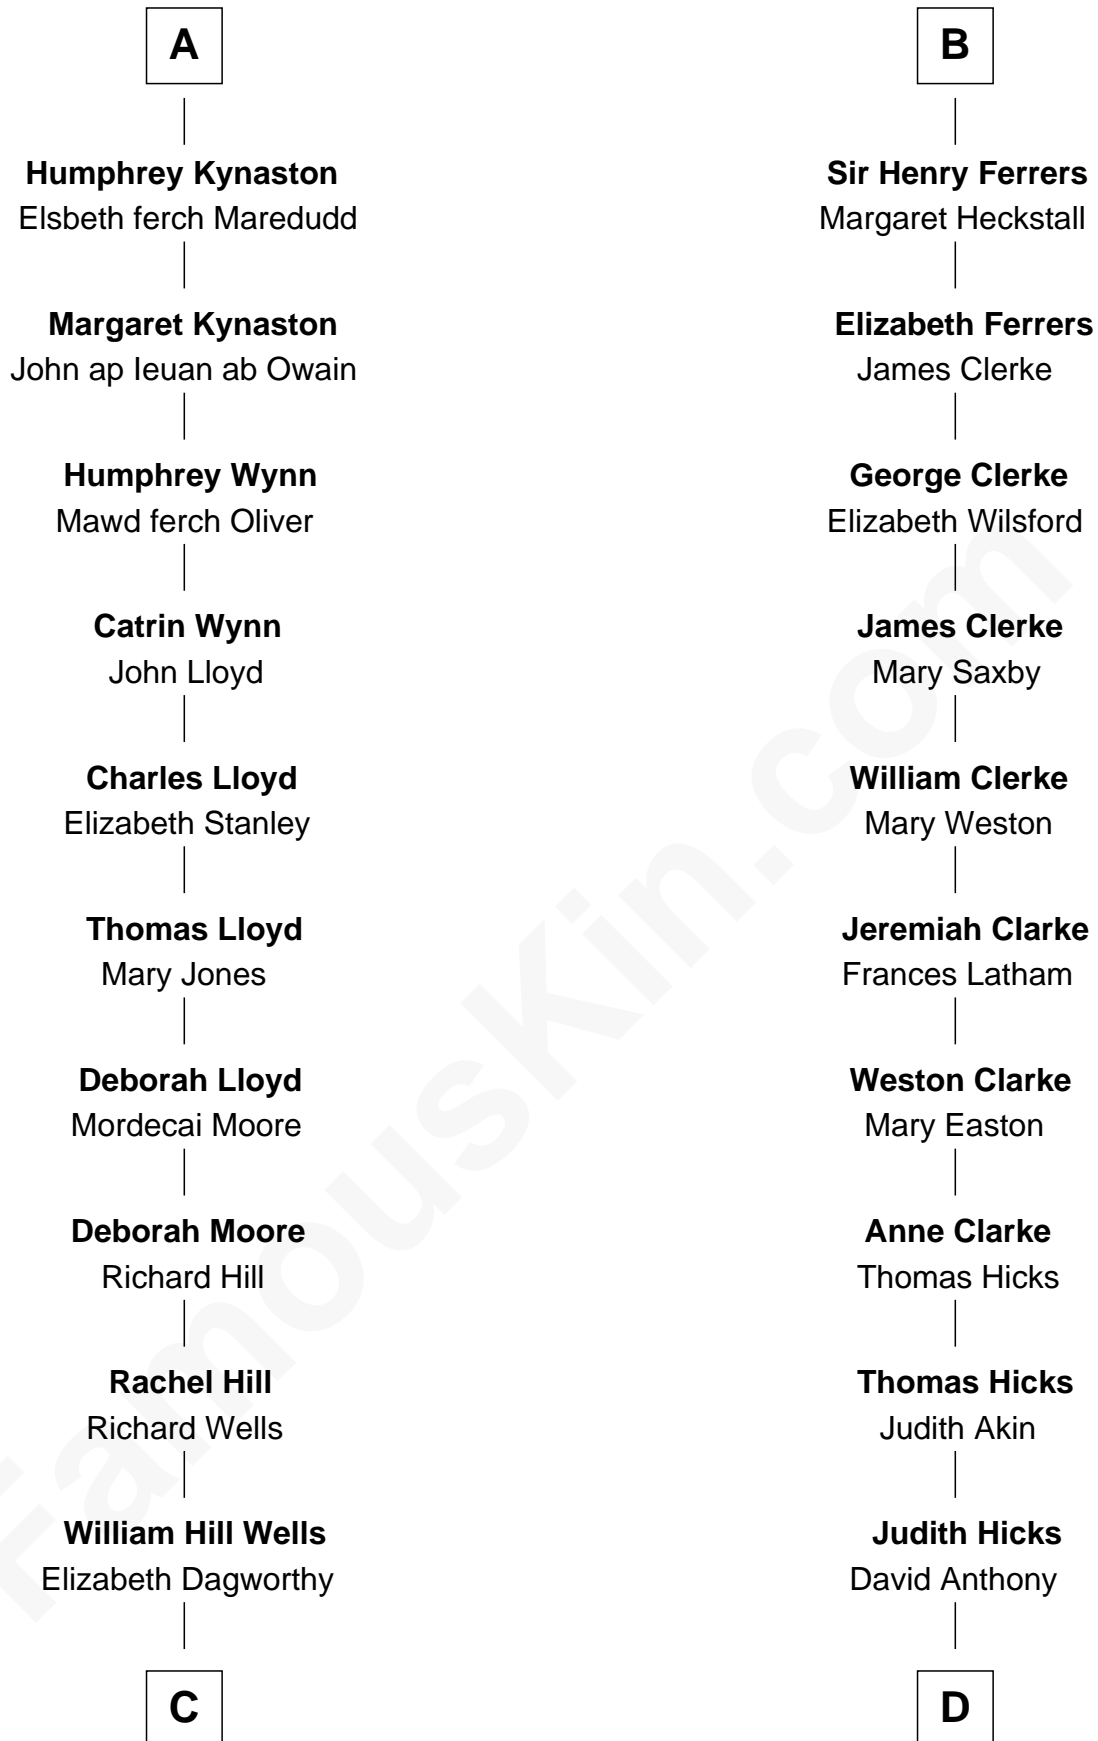 A
Humphrey Kynaston
Elsbeth ferch Maredudd
Margaret Kynaston
John ap Ieuan ab Owain
Humphrey Wynn
Mawd ferch Oliver
Catrin Wynn
John Lloyd
Charles Lloyd
Elizabeth Stanley
Thomas Lloyd
Mary Jones
Deborah Lloyd
Mordecai Moore
Deborah Moore
Richard Hill
Rachel Hill
Richard Wells
William Hill Wells
Elizabeth Dagworthy
C
B
Sir Henry Ferrers
Margaret Heckstall
Elizabeth Ferrers
James Clerke
George Clerke
Elizabeth Wilsford
James Clerke
Mary Saxby
William Clerke
Mary Weston
Jeremiah Clarke
Frances Latham
Weston Clarke
Mary Easton
Anne Clarke
Thomas Hicks
Thomas Hicks
Judith Akin
Judith Hicks
David Anthony
D
FamousKin.com